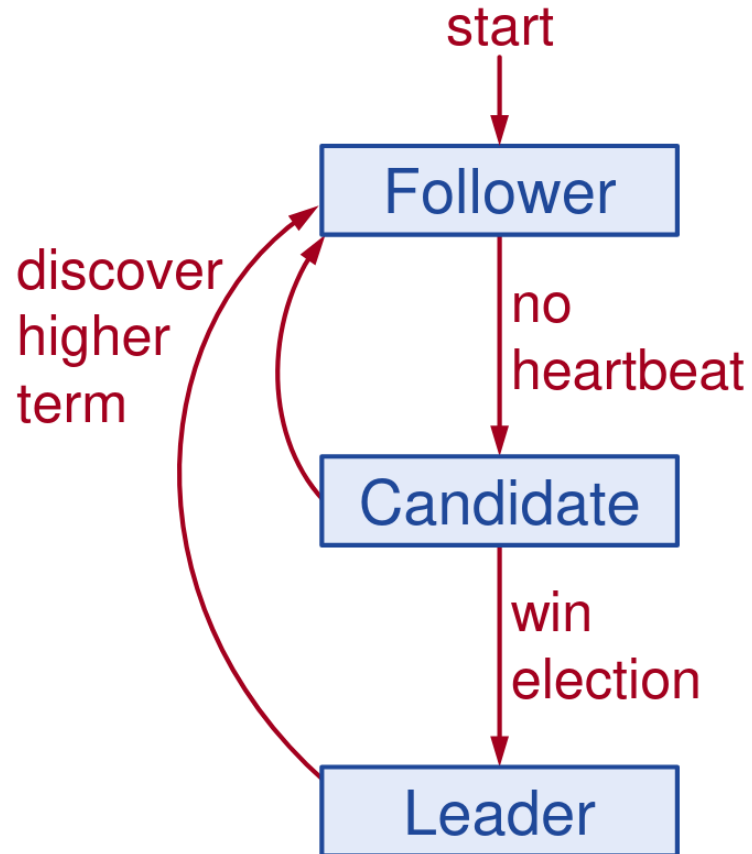 start
Follower
discover
higher
term
no
heartbeat
Candidate
win
election
Leader